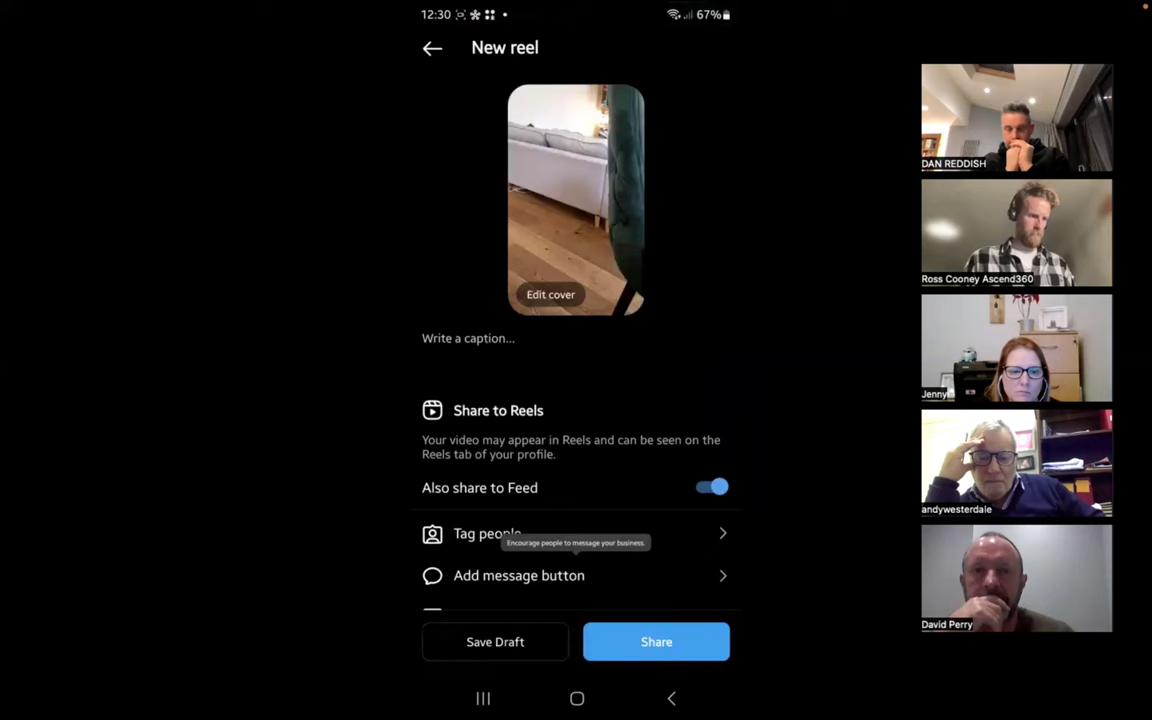 12:30
67%
New reel
Edit cover
Write a caption...
Share to Reels
Your video may appear in Reels and can be seen on the
Reels tab of your profile.
Also share to Feed
Tag people
Encourage people to message your business.
Add message button
Save Draft
Share
DAN REDDISH
Ross Cooney Ascend360
Jenny
andywesterdale
David Perry